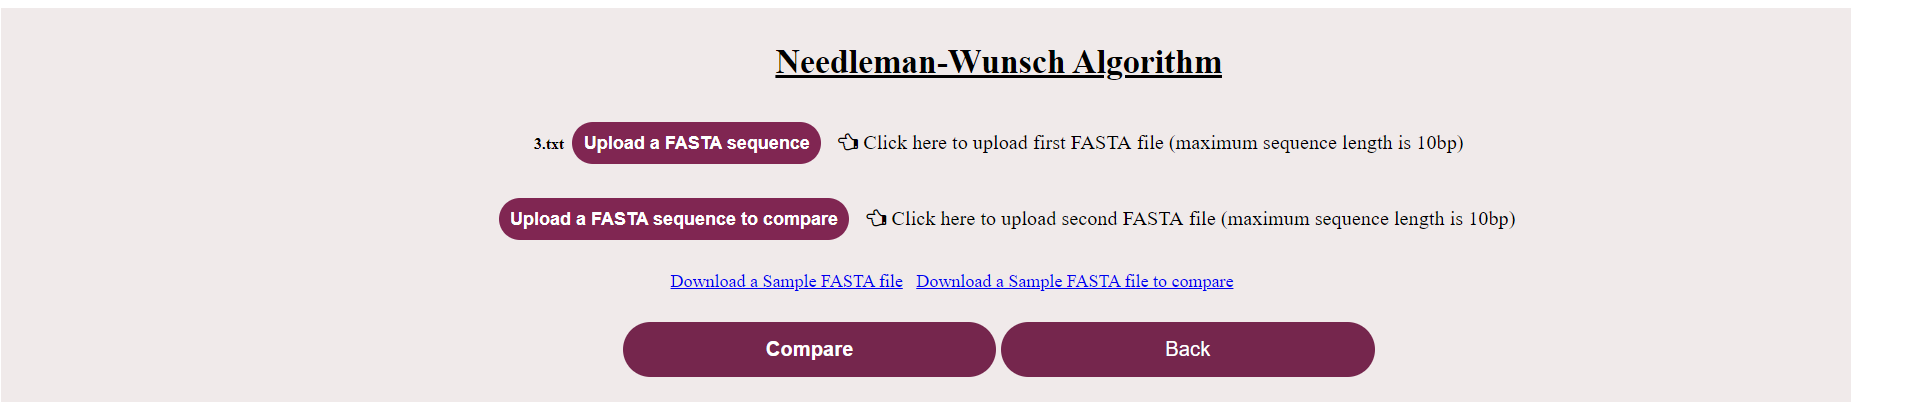 Needleman-Wunsch Algorithm
3.txt Upload a FASTA sequence Click here to upload first FASTA file (maximum sequence length is 10bp)
Upload a FASTA sequence to compare Click here to upload second FASTA file (maximum sequence length is 10bp)
Download a Sample FASTA file Download a Sample FASTA file to compare
Compare Back